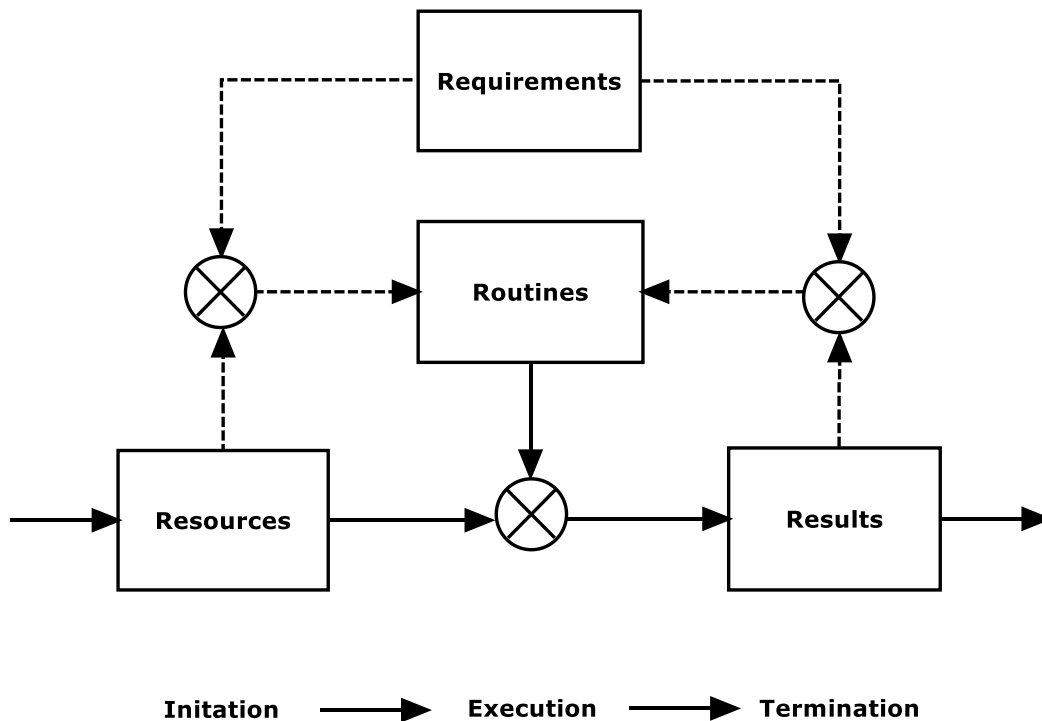 Requirements
Routines
Resources
Results
Initation
Execution
Termination